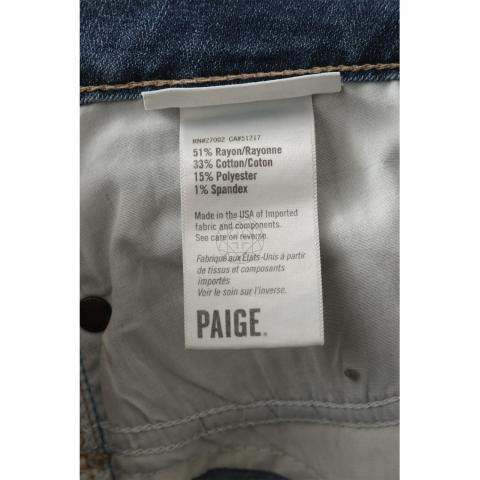 RN#27002 CA#51217
51% Rayon/Rayonne
33% Cotton/Coton
15% Polyester
1% Spandex
Made in the USA of Imported
fabric and components.
See care on reverse.
Fabriqué aux États-Unis à partir
de tissus et composants
importés
Voir le soin sur l'inverse.
PAIGE.